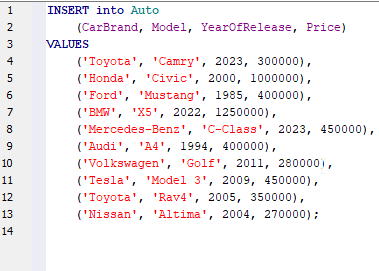 1 INSERT into Auto
2 (CarBrand, Model, YearOfRelease, Price)
3 VALUES
4 ('Toyota', 'Camry', 2023, 300000),
5 ('Honda', 'Civic', 2000, 1000000),
6 ('Ford', 'Mustang', 1985, 400000),
7 ('BMW', 'X5', 2022, 1250000),
8 ('Mercedes-Benz', 'C-Class', 2023, 450000),
9 ('Audi', 'A4', 1994, 400000),
10 ('Volkswagen', 'Golf', 2011, 280000),
11 ('Tesla', 'Model 3', 2009, 450000),
12 ('Toyota', 'Rav4', 2005, 350000),
13 ('Nissan', 'Altima', 2004, 270000);
14